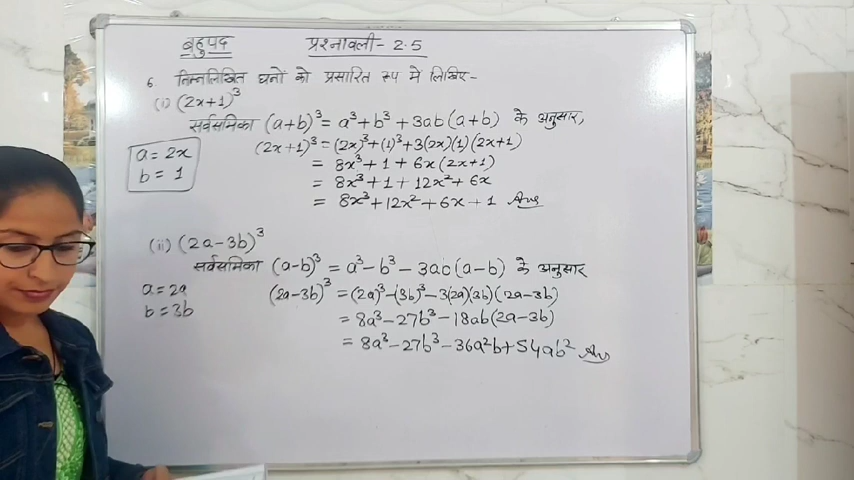 बहुपद प्रश्नावली- 2.5
6. निम्नलिखित घनों को प्रसारित रूप में लिखिए-
(i) (2x+1)³
सर्वसमिका (a+b)³ = a³+b³+3ab(a+b) के अनुसार,
a = 2x
b = 1
(2x+1)³ = (2x)³+(1)³+3(2x)(1)(2x+1)
= 8x³+1+6x(2x+1)
= 8x³+1+12x²+6x
= 8x³+12x²+6x+1 Ans
(ii) (2a-3b)³
सर्वसमिका (a-b)³ = a³-b³-3ab(a-b) के अनुसार
a = 2a
b = 3b
(2a-3b)³ = (2a)³-(3b)³-3(2a)(3b)(2a-3b)
= 8a³-27b³-18ab(2a-3b)
= 8a³-27b³-36a²b+54ab² Ans